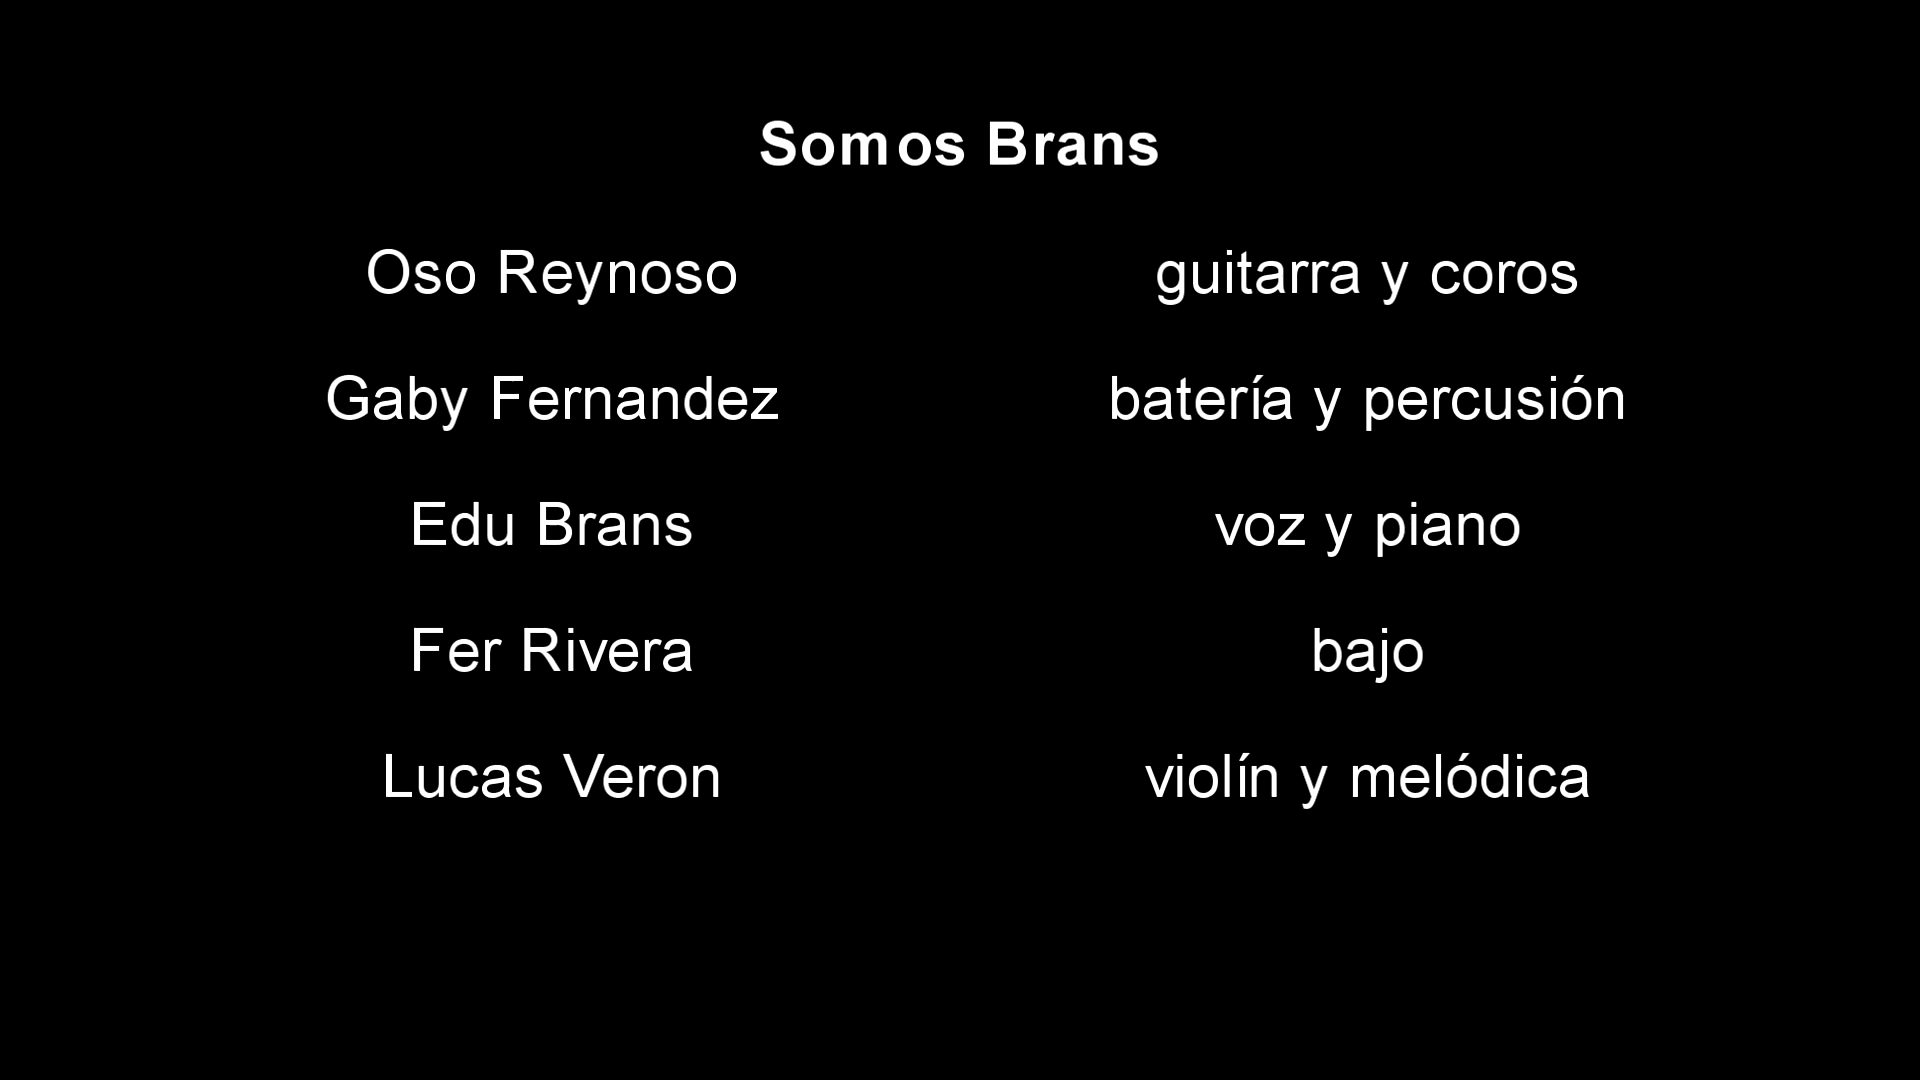 Somos Brans
Oso Reynoso guitarra y coros
Gaby Fernandez batería y percusión
Edu Brans voz y piano
Fer Rivera bajo
Lucas Veron violín y melódica